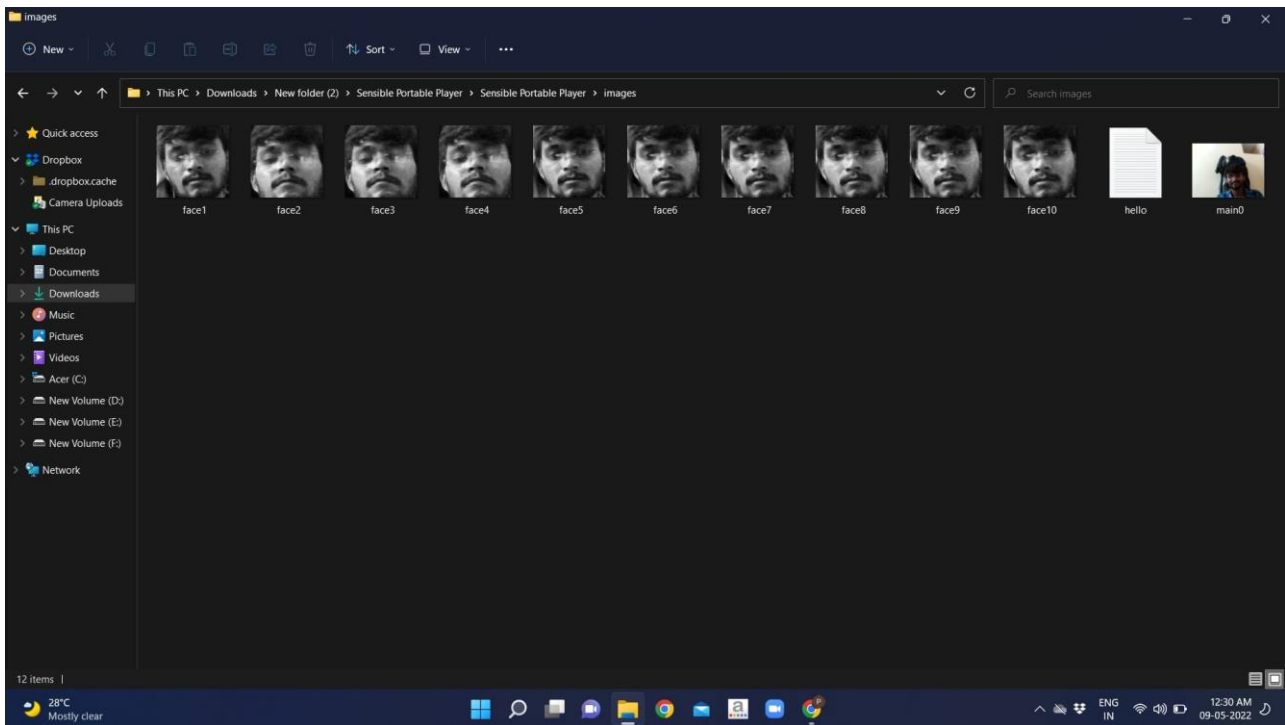 images
New Sort View
This PC > Downloads > New folder (2) > Sensible Portable Player > Sensible Portable Player > images
Search images
Quick access
Dropbox
.dropbox.cache
Camera Uploads
This PC
Desktop
Documents
Downloads
Music
Pictures
Videos
Acer (C:)
New Volume (D:)
New Volume (E:)
New Volume (F:)
Network
face1 face2 face3 face4 face5 face6 face7 face8 face9 face10 hello main0
12 items
28°C
Mostly clear
ENG
IN
12:30 AM
09-05-2022